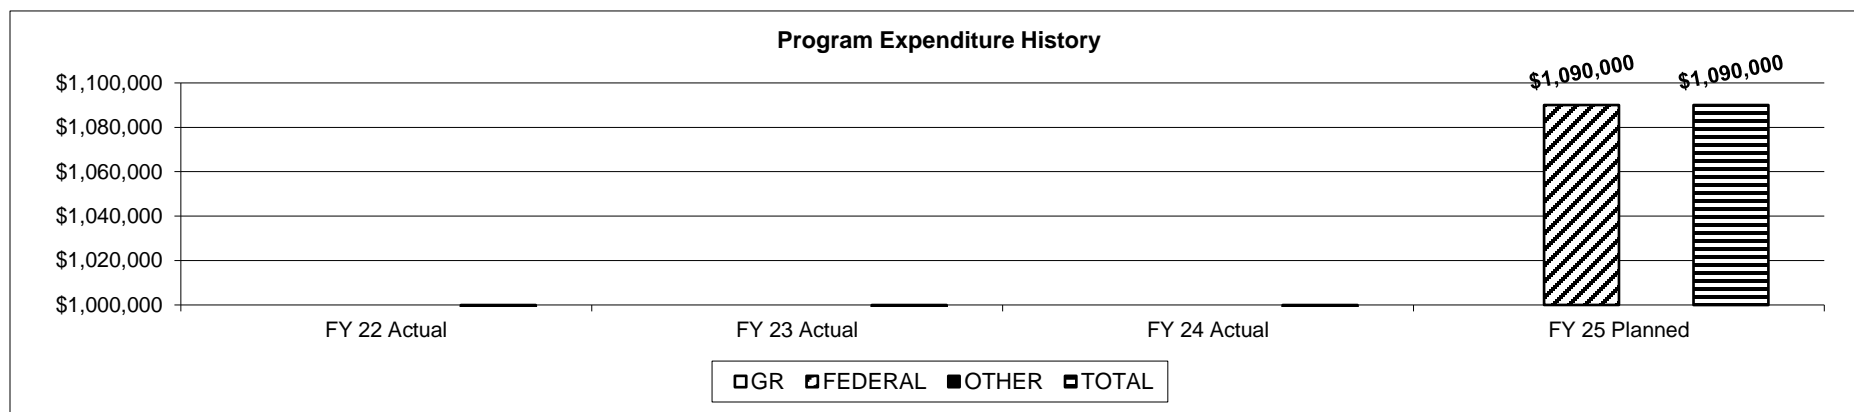 Program Expenditure History
$1,090,000 $1,090,000
$1,100,000
$1,080,000
$1,060,000
$1,040,000
$1,020,000
$1,000,000
FY 22 Actual FY 23 Actual FY 24 Actual FY 25 Planned
GR FEDERAL OTHER TOTAL